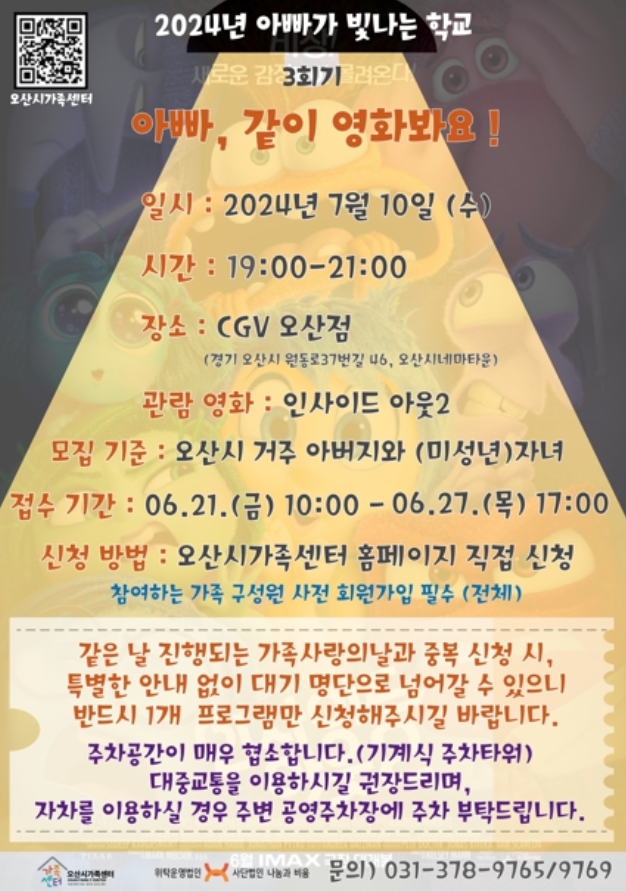 2024년 아빠가 빛나는 학교
오산시가족센터
3회기
아빠, 같이 영화봐요!
일시 : 2024년 7월 10일 (수)
시간 : 19:00-21:00
장소 : CGV 오산점
(경기 오산시 원동로37번길 46, 오산시네마타운)
관람 영화 : 인사이드 아웃2
모집 기준 : 오산시 거주 아버지와 (미성년)자녀
접수 기간 : 06.21.(금) 10:00 - 06.27.(목) 17:00
신청 방법 : 오산시가족센터 홈페이지 직접 신청
참여하는 가족 구성원 사전 회원가입 필수 (전체)
같은 날 진행되는 가족사랑의날과 중복 신청 시,
특별한 안내 없이 대기 명단으로 넘어갈 수 있으니
반드시 1개 프로그램만 신청해주시길 바랍니다.
주차공간이 매우 협소합니다.(기계식 주차타워)
대중교통을 이용하시길 권장드리며,
자차를 이용하실 경우 주변 공영주차장에 주차 부탁드립니다.
6월 IMAX
가족센터 오산시가족센터 위탁운영법인 사단법인 나눔과 비움 문의) 031-378-9765/9769